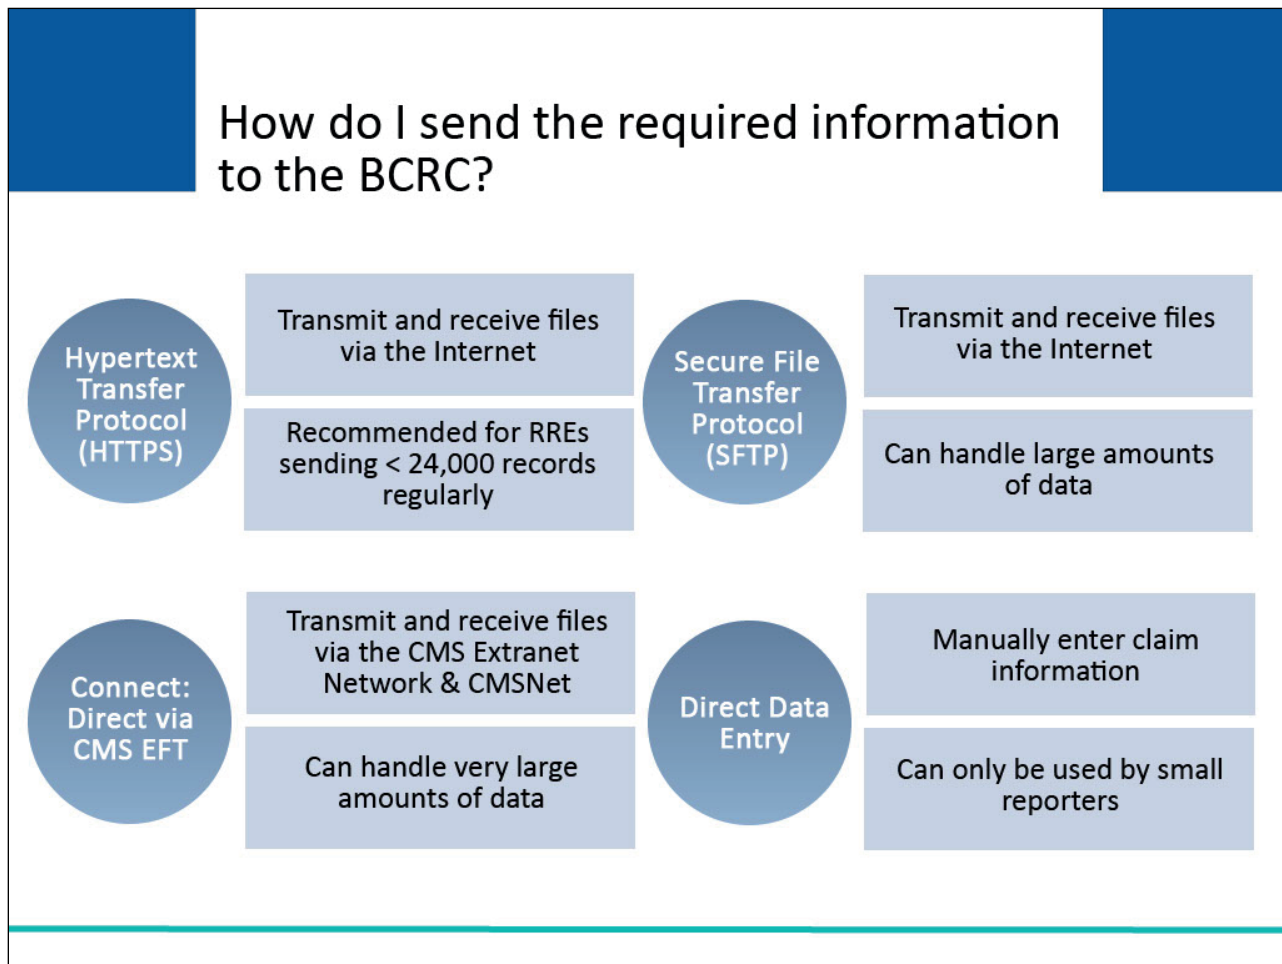 How do I send the required information
to the BCRC?
Hypertext
Transfer
Protocol
(HTTPS)
Transmit and receive files
via the Internet
Recommended for RREs
sending < 24,000 records
regularly
Secure File
Transfer
Protocol
(SFTP)
Transmit and receive files
via the Internet
Can handle large amounts
of data
Connect:
Direct via
CMS EFT
Transmit and receive files
via the CMS Extranet
Network & CMSNet
Can handle very large
amounts of data
Direct Data
Entry
Manually enter claim
information
Can only be used by small
reporters